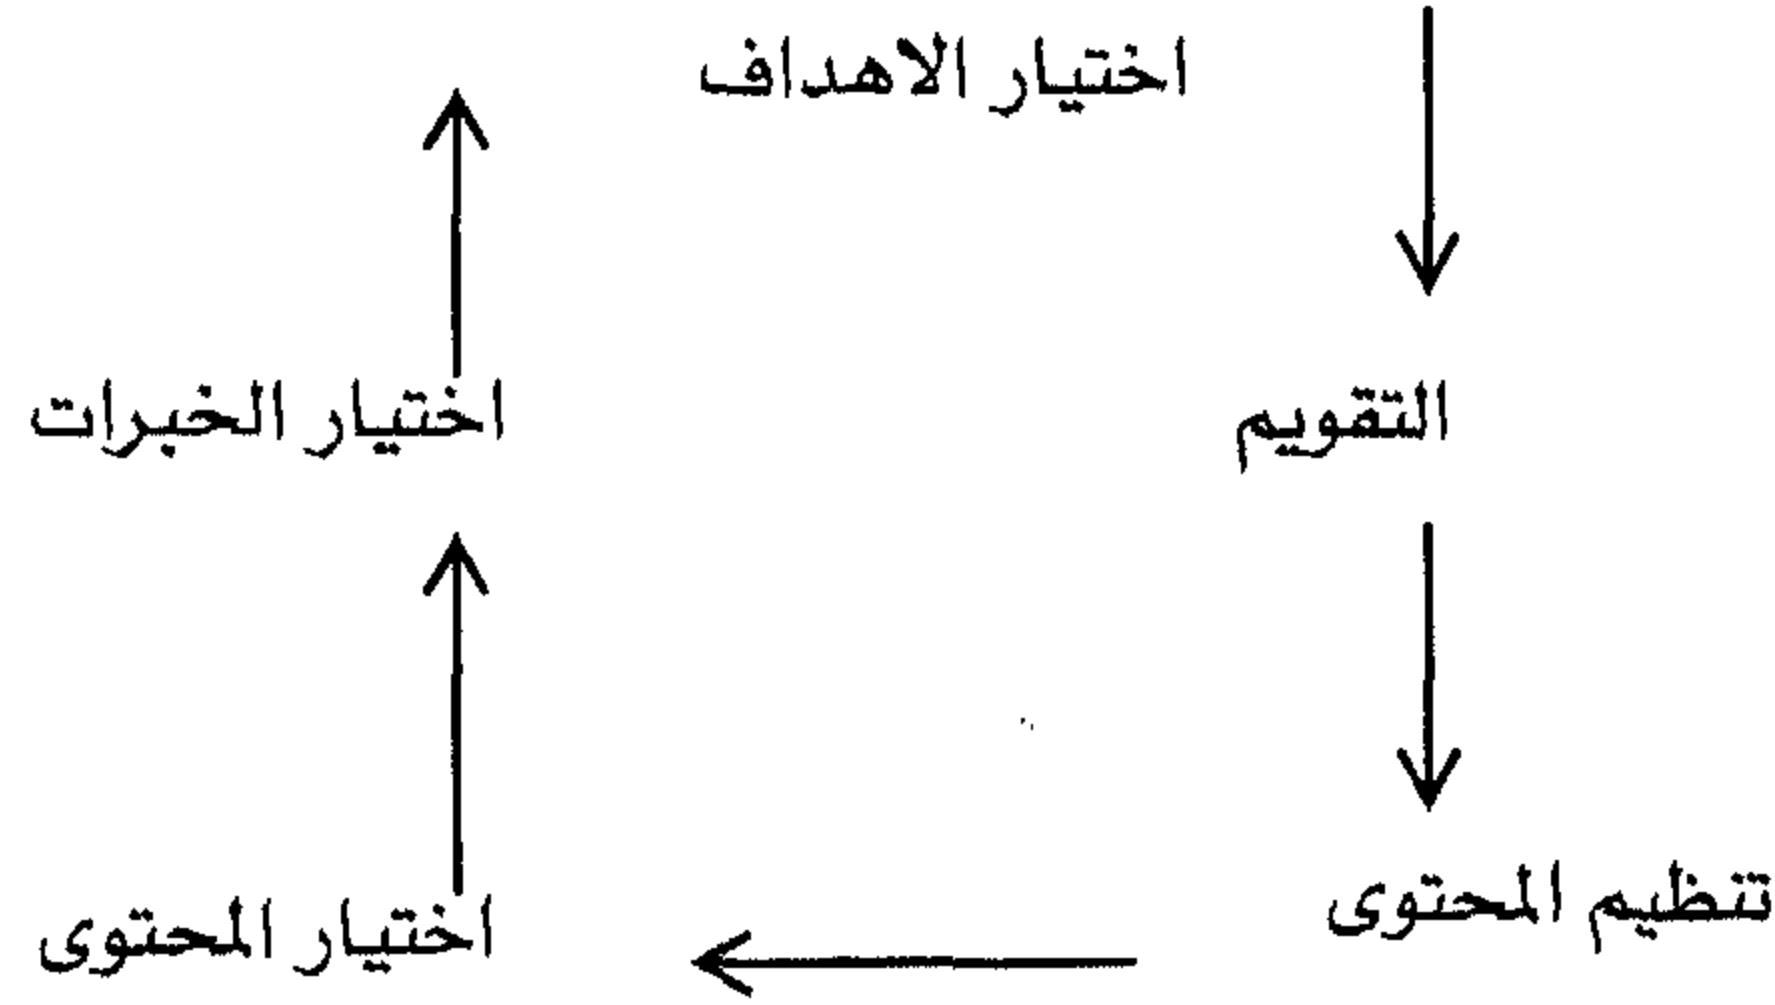 اختيار الاهداف
التقويم
اختيار الخبرات
تنظيم المحتوى
اختيار المحتوى